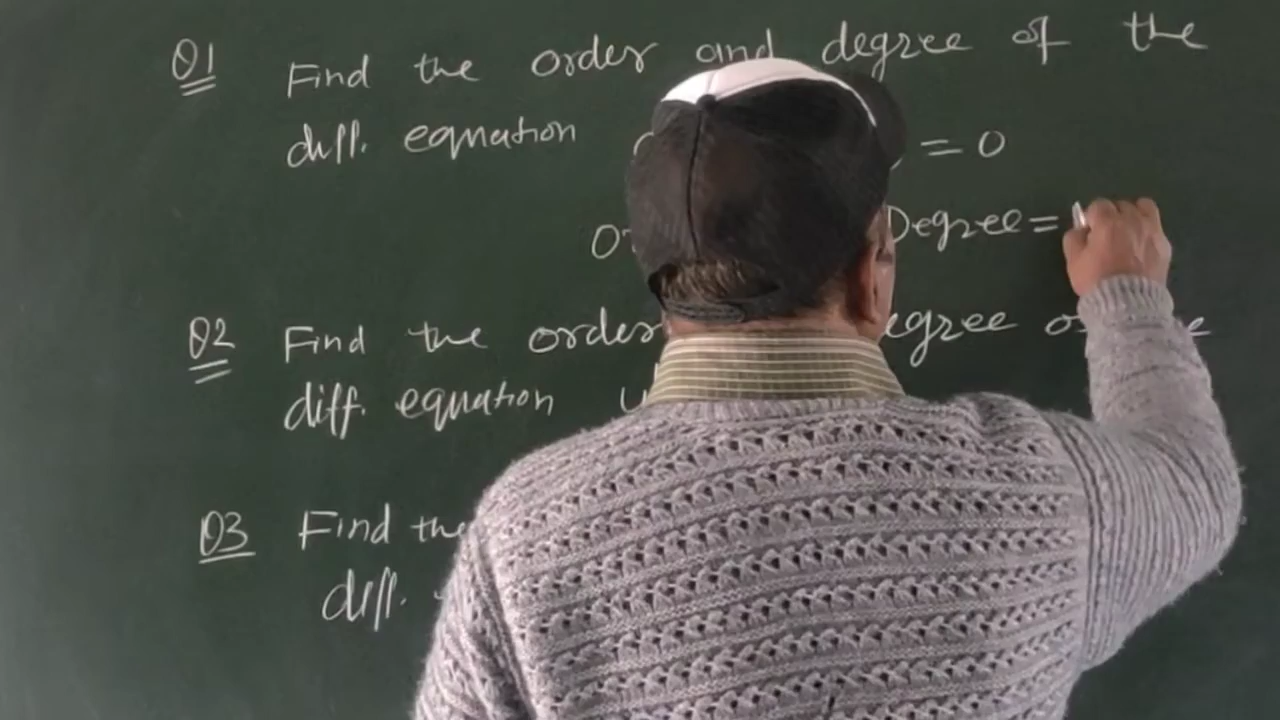 Q1 Find the order and degree of the
diff. equation = 0
Degree =
Q2 Find the order degree
diff. equation
Q3 Find the
diff.